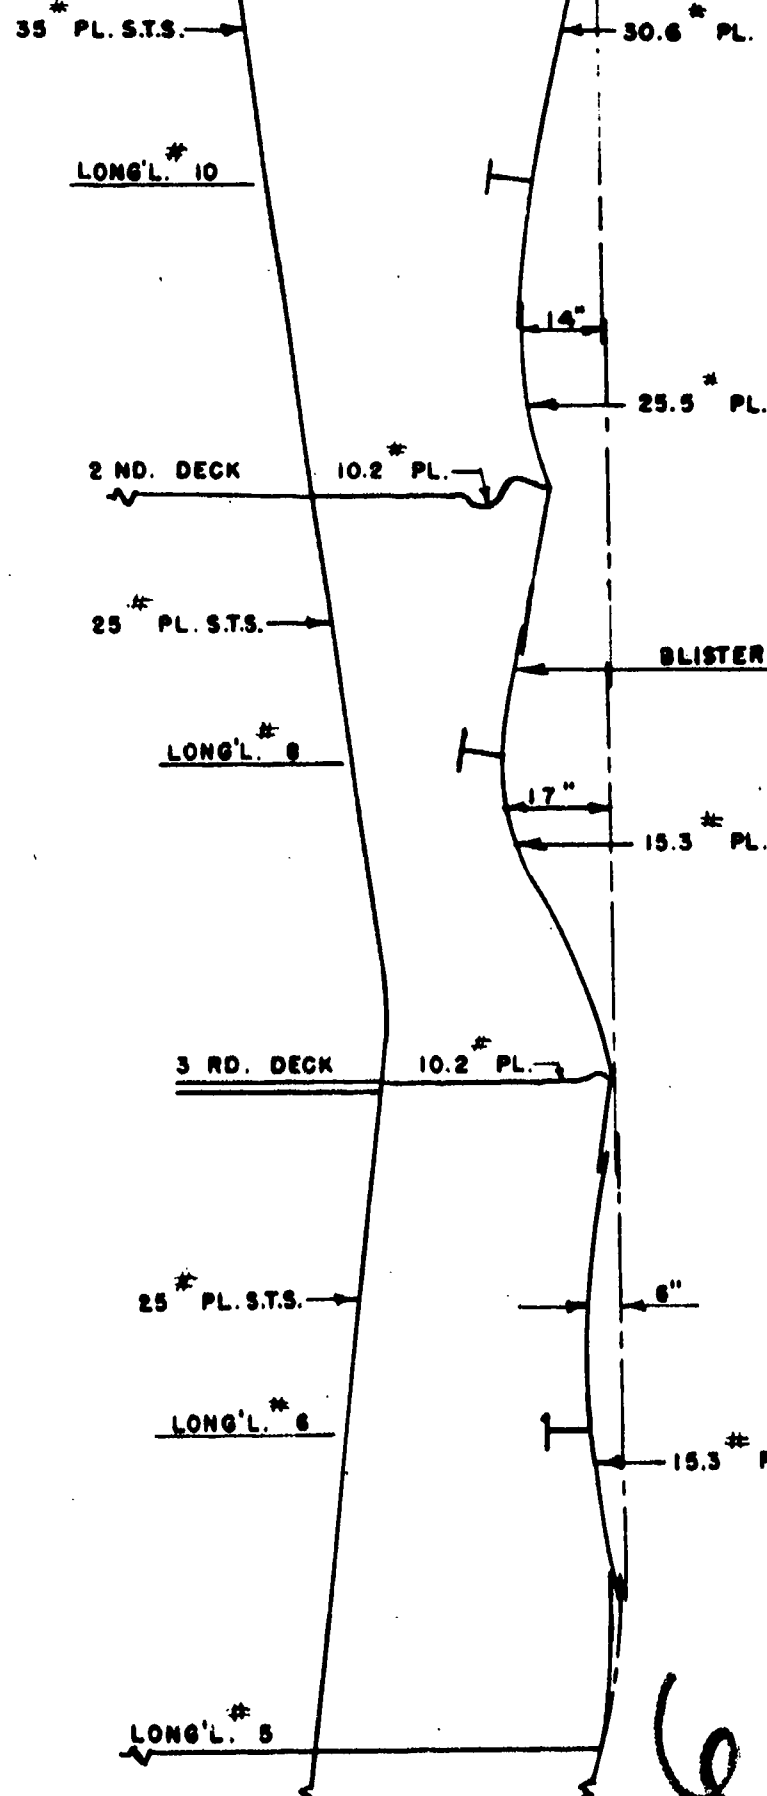 35# PL. S.T.S.
30.6# PL.
LONG'L.# 10
14"
25.5# PL.
2 ND. DECK
10.2# PL.
25# PL. S.T.S.
BLISTER
LONG'L.# 8
17"
15.3# PL.
3 RD. DECK
10.2# PL.
25# PL. S.T.S.
6"
LONG'L.# 6
15.3#
LONG'L.# 5
6